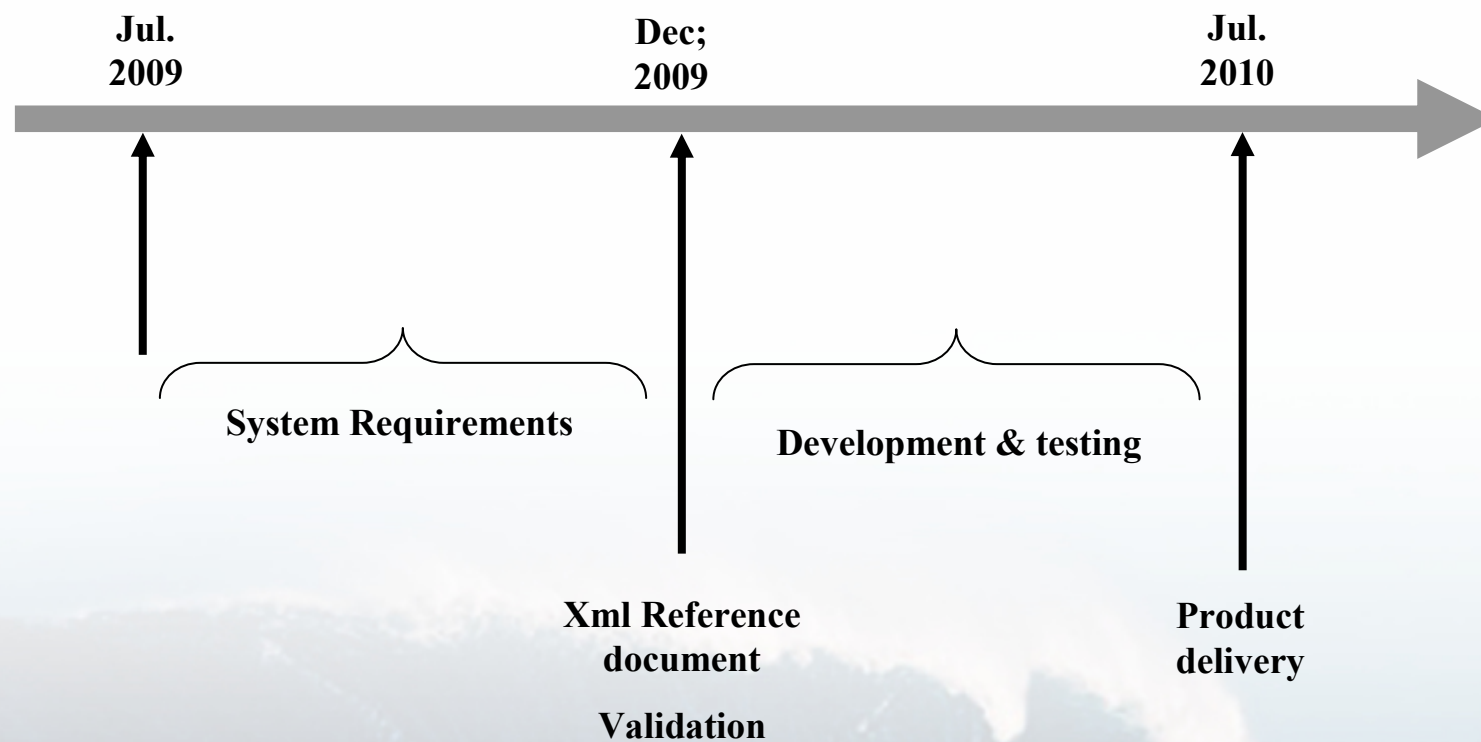 Jul.
2009
Dec;
2009
Jul.
2010
System Requirements
Development & testing
Xml Reference
document
Validation
Product
delivery